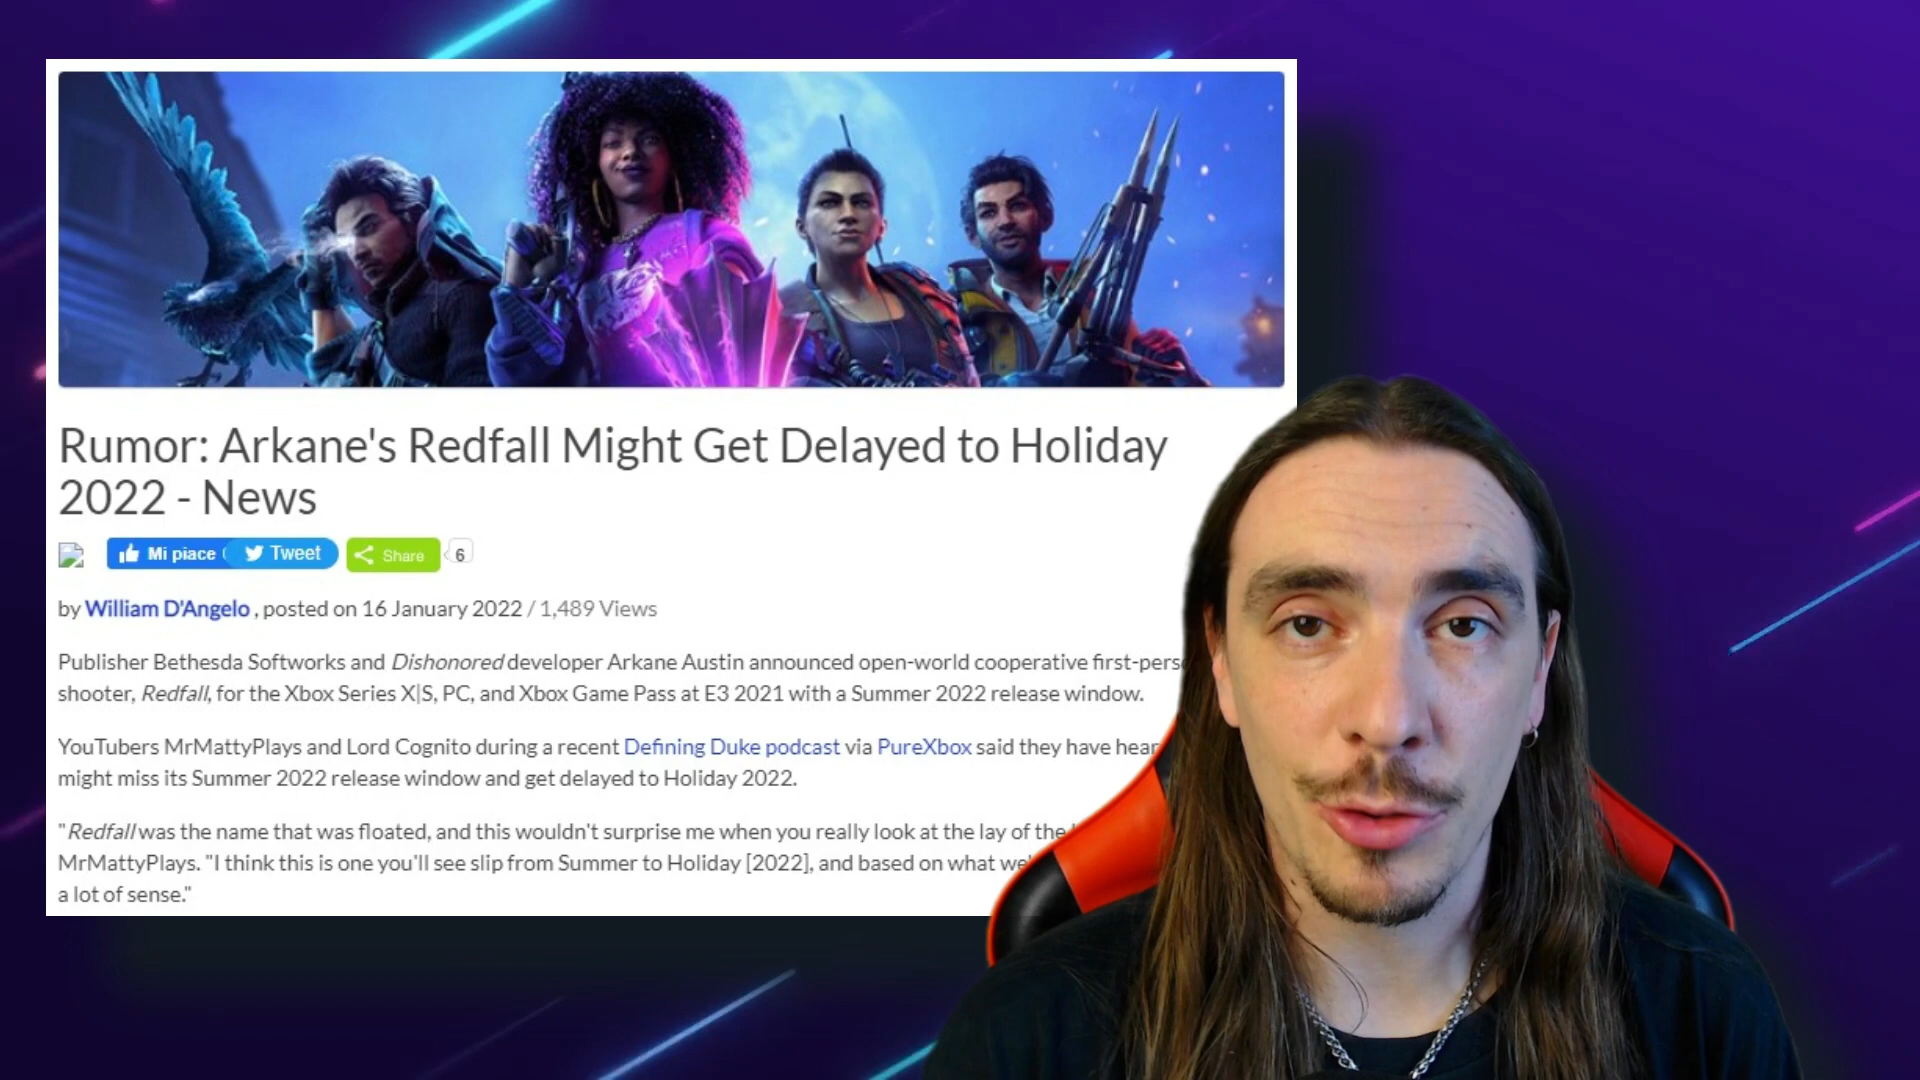 Rumor: Arkane's Redfall Might Get Delayed to Holiday
2022 - News
Mi piace Tweet Share 6
by William D'Angelo , posted on 16 January 2022 / 1,489 Views
Publisher Bethesda Softworks and Dishonored developer Arkane Austin announced open-world cooperative first-pers
shooter, Redfall, for the Xbox Series X|S, PC, and Xbox Game Pass at E3 2021 with a Summer 2022 release window.
YouTubers MrMattyPlays and Lord Cognito during a recent Defining Duke podcast via PureXbox said they have hear
might miss its Summer 2022 release window and get delayed to Holiday 2022.
"Redfall was the name that was floated, and this wouldn't surprise me when you really look at the lay of the
MrMattyPlays. "I think this is one you'll see slip from Summer to Holiday [2022], and based on what we
a lot of sense."